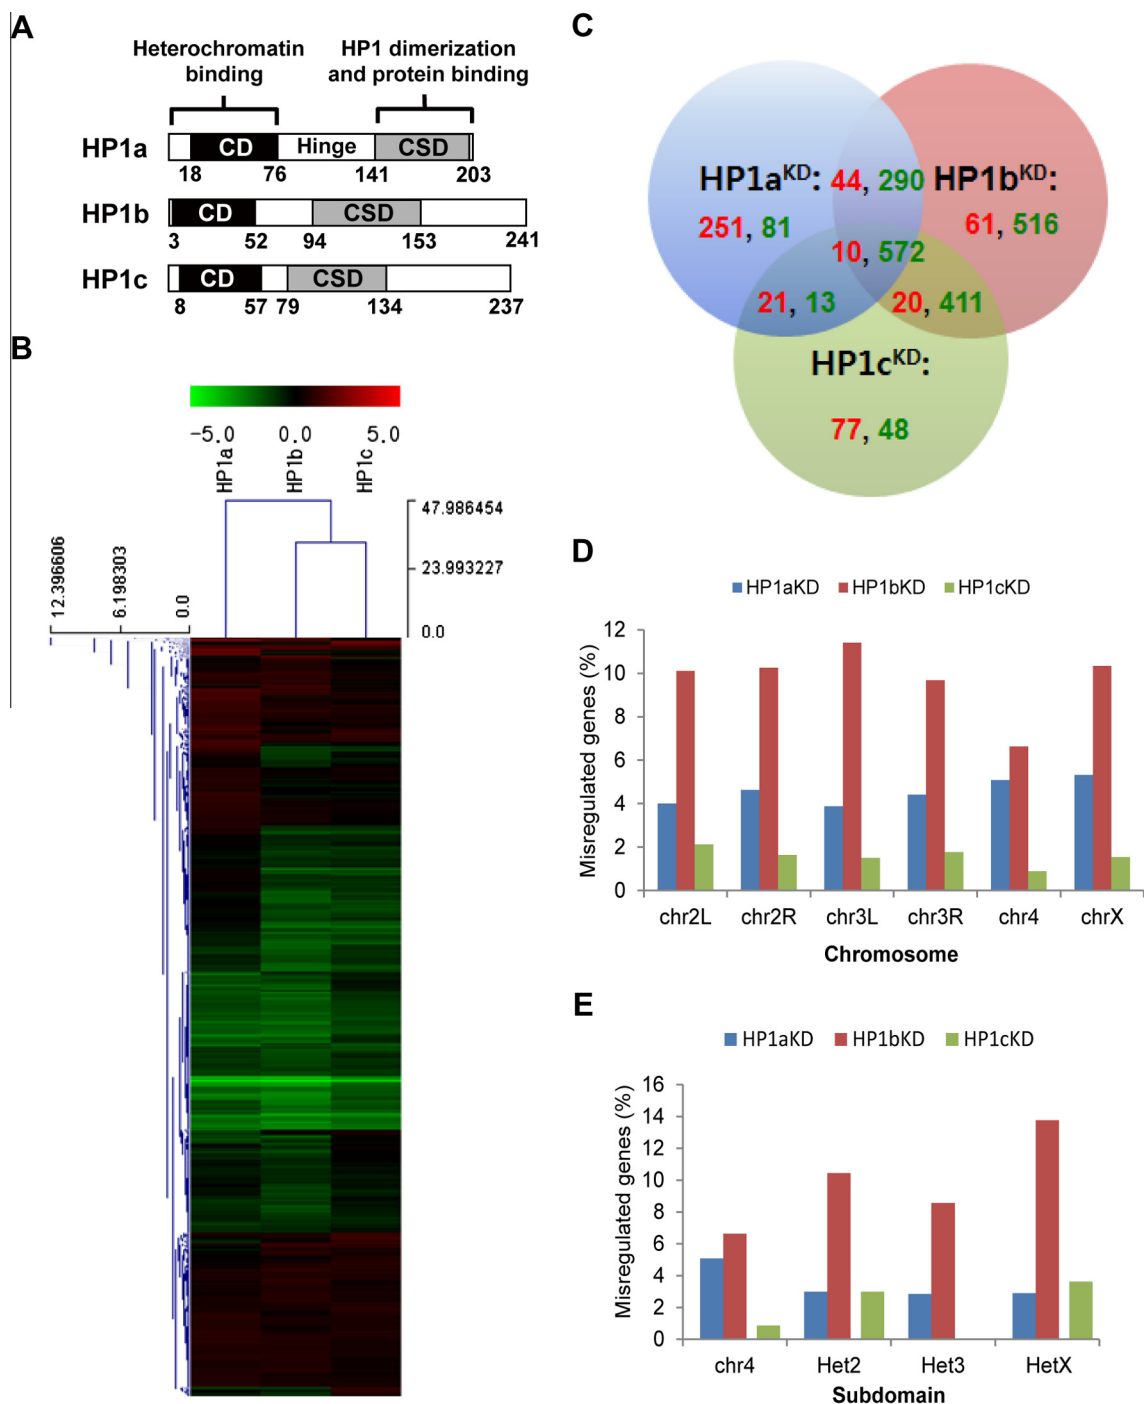 A
Heterochromatin binding
HP1 dimerization and protein binding
HP1a CD Hinge CSD
18 76 141 203
HP1b CD CSD
3 52 94 153 241
HP1c CD CSD
8 57 79 134 237
B
-5.0 0.0 5.0
HP1a HP1b HP1c
47.986454
23.993227
0.0
12.396606 6.198303 0.0
C
HP1aKD: 44, 290 HP1bKD:
251, 81 61, 516
10, 572
21, 13 20, 411
HP1cKD:
77, 48
D
HP1aKD HP1bKD HP1cKD
Misregulated genes (%)
12
10
8
6
4
2
0
chr2L chr2R chr3L chr3R chr4 chrX
Chromosome
E
HP1aKD HP1bKD HP1cKD
Misregulated genes (%)
16
14
12
10
8
6
4
2
0
chr4 Het2 Het3 HetX
Subdomain